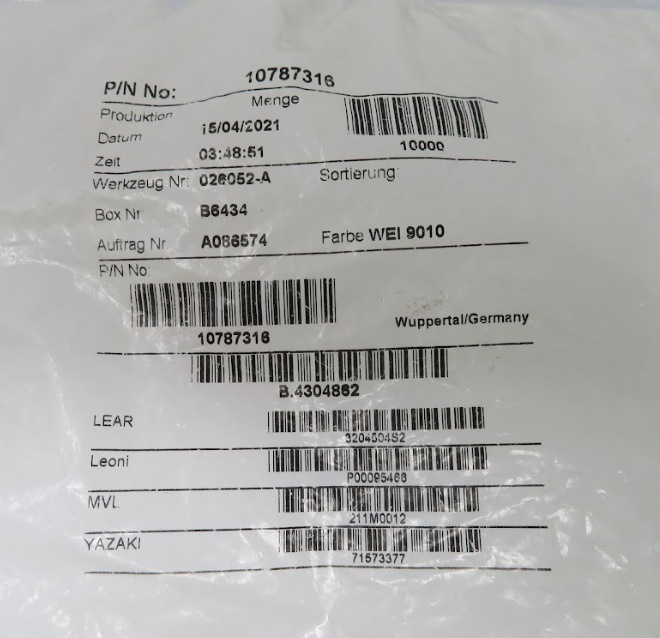 P/N No: 10787316
Produktion Menge
Datum 15/04/2021
10000
Zeit 03:48:51
Werkzeug Nr: 026052-A Sortierung:
Box Nr B6434
Auftrag Nr A086574 Farbe WEI 9010
P/N No:
10787316 Wuppertal/Germany
B.4304862
LEAR
3204504S2
Leoni
P00095468
MVL
211M0012
YAZAKI
71573377